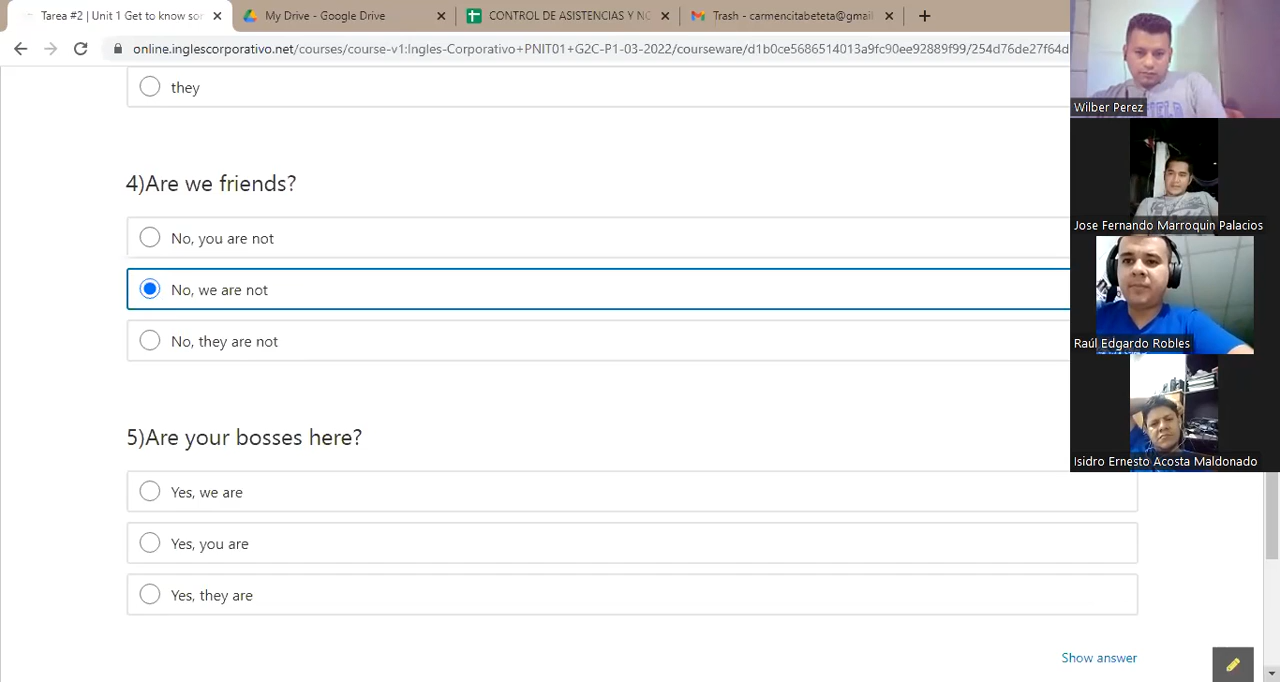 Tarea #2 | Unit 1 Get to know sor
My Drive - Google Drive
CONTROL DE ASISTENCIAS Y NO
Trash - carmencitabeteta@gmail
online.inglescorporativo.net/courses/course-v1:Ingles-Corporativo+PNIT01+G2C-P1-03-2022/courseware/d1b0ce5686514013a9fc90ee92889f99/254d76de27f64d
they
4)Are we friends?
No, you are not
No, we are not
No, they are not
5)Are your bosses here?
Yes, we are
Yes, you are
Yes, they are
Show answer
Wilber Perez
Jose Fernando Marroquin Palacios
Raúl Edgardo Robles
Isidro Ernesto Acosta Maldonado